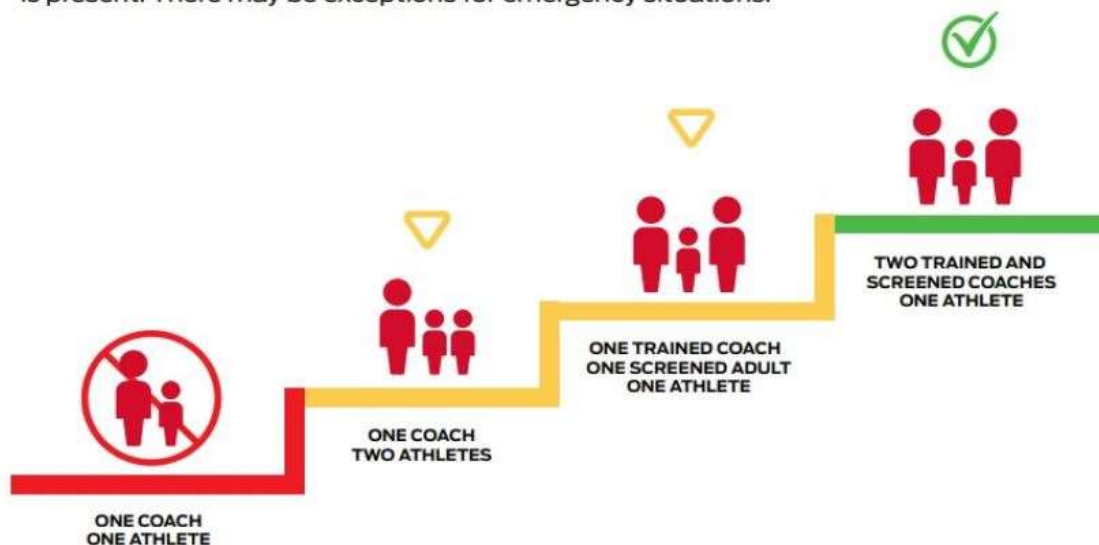 is present. There may be exceptions for emergency situations.
ONE COACH
ONE ATHLETE
ONE COACH
TWO ATHLETES
ONE TRAINED COACH
ONE SCREENED ADULT
ONE ATHLETE
TWO TRAINED AND
SCREENED COACHES
ONE ATHLETE